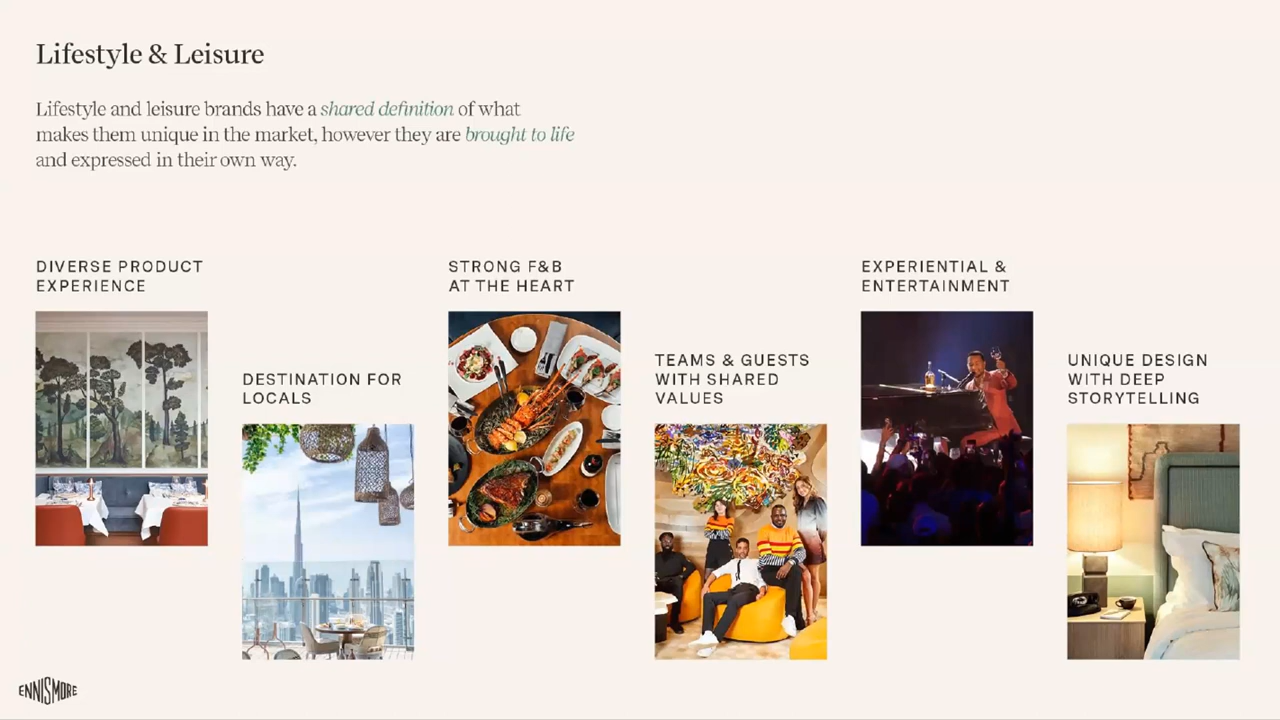 Lifestyle & Leisure
Lifestyle and leisure brands have a shared definition of what
makes them unique in the market, however they are brought to life
and expressed in their own way.
DIVERSE PRODUCT
EXPERIENCE
DESTINATION FOR
LOCALS
STRONG F&B
AT THE HEART
TEAMS & GUESTS
WITH SHARED
VALUES
EXPERIENTIAL &
ENTERTAINMENT
UNIQUE DESIGN
WITH DEEP
STORYTELLING
ENNISMORE